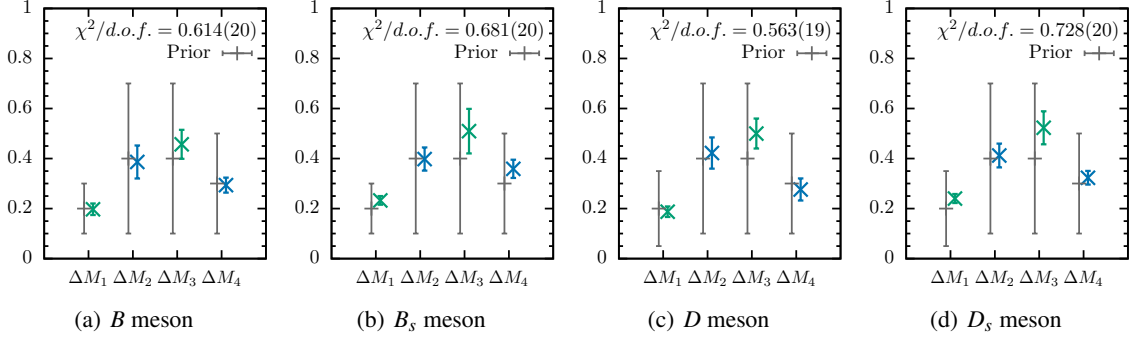 1
0.8
0.6
0.4
0.2
0
χ²/d.o.f. = 0.614(20)
Prior
ΔM₁ ΔM₂ ΔM₃ ΔM₄
(a) B meson
1
0.8
0.6
0.4
0.2
0
χ²/d.o.f. = 0.681(20)
Prior
ΔM₁ ΔM₂ ΔM₃ ΔM₄
(b) Bₛ meson
1
0.8
0.6
0.4
0.2
0
χ²/d.o.f. = 0.563(19)
Prior
ΔM₁ ΔM₂ ΔM₃ ΔM₄
(c) D meson
1
0.8
0.6
0.4
0.2
0
χ²/d.o.f. = 0.728(20)
Prior
ΔM₁ ΔM₂ ΔM₃ ΔM₄
(d) Dₛ meson